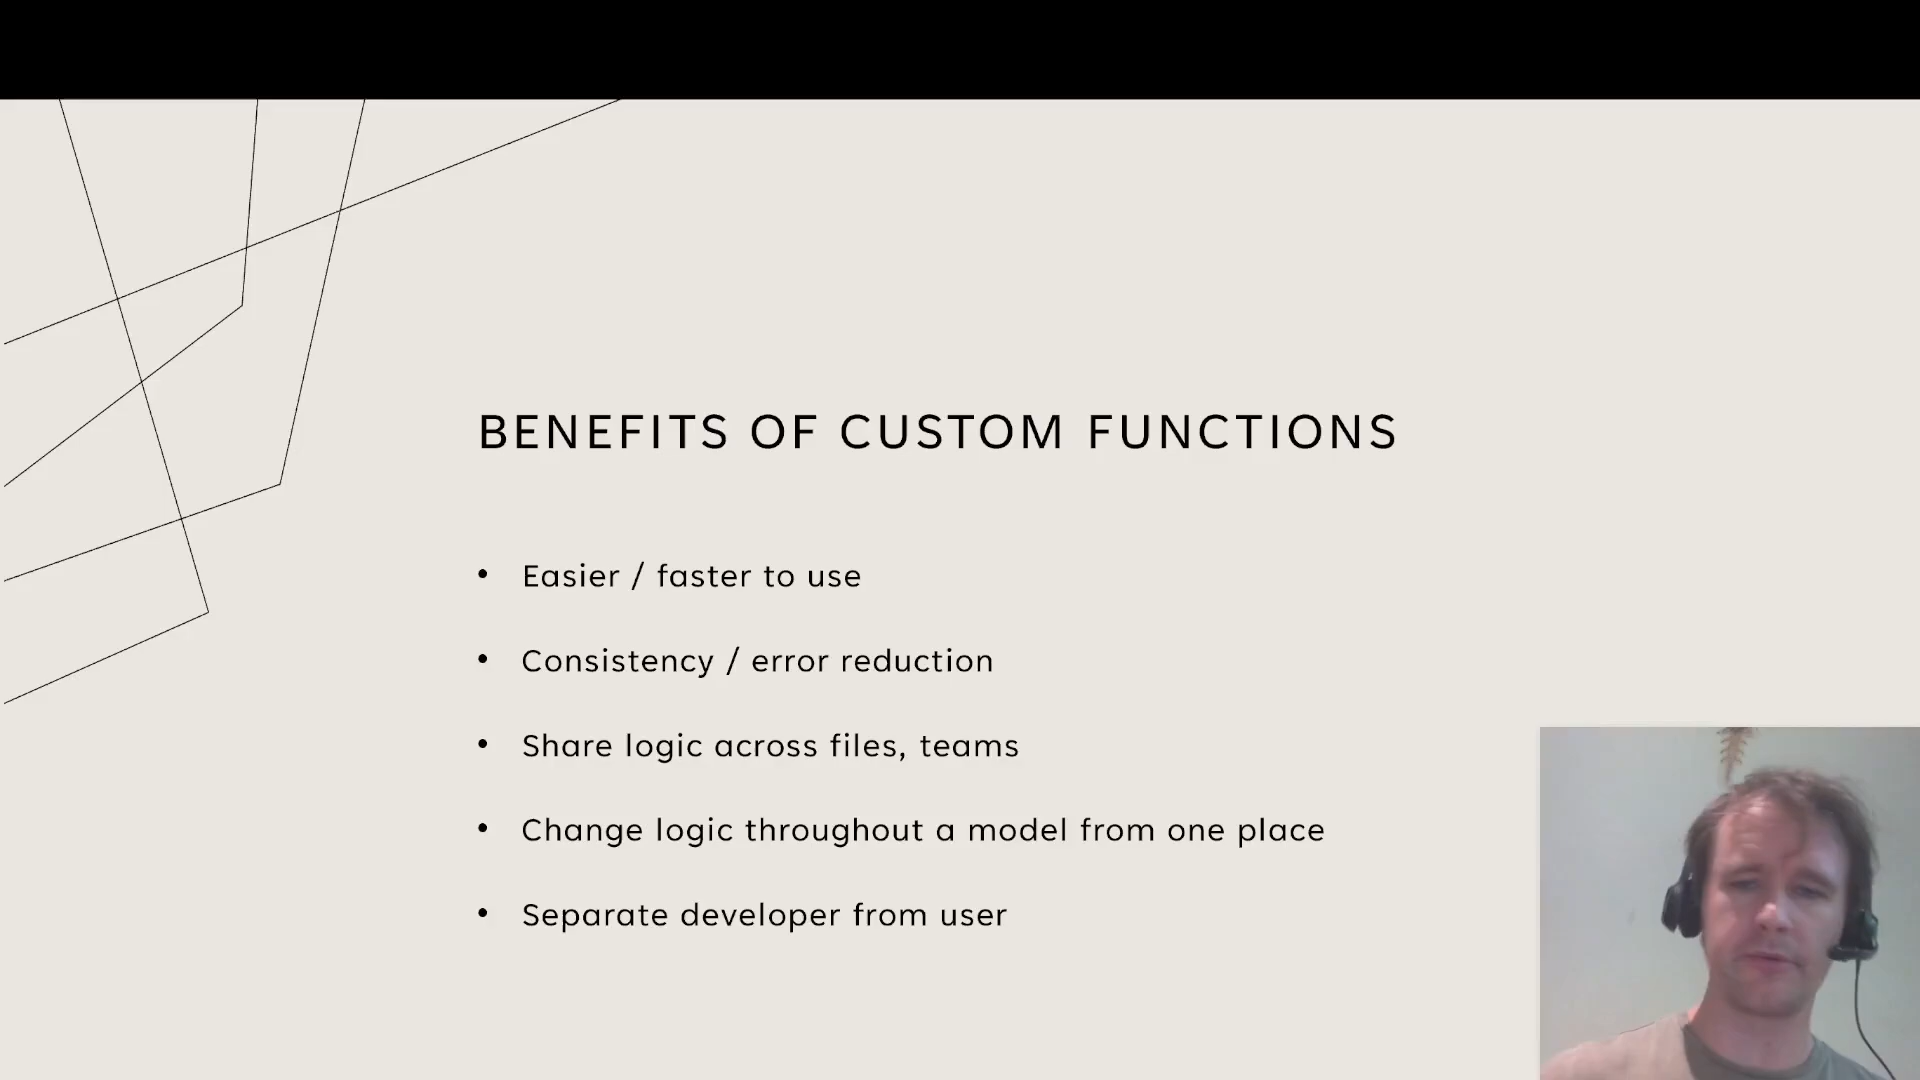 BENEFITS OF CUSTOM FUNCTIONS
• Easier / faster to use
• Consistency / error reduction
• Share logic across files, teams
• Change logic throughout a model from one place
• Separate developer from user